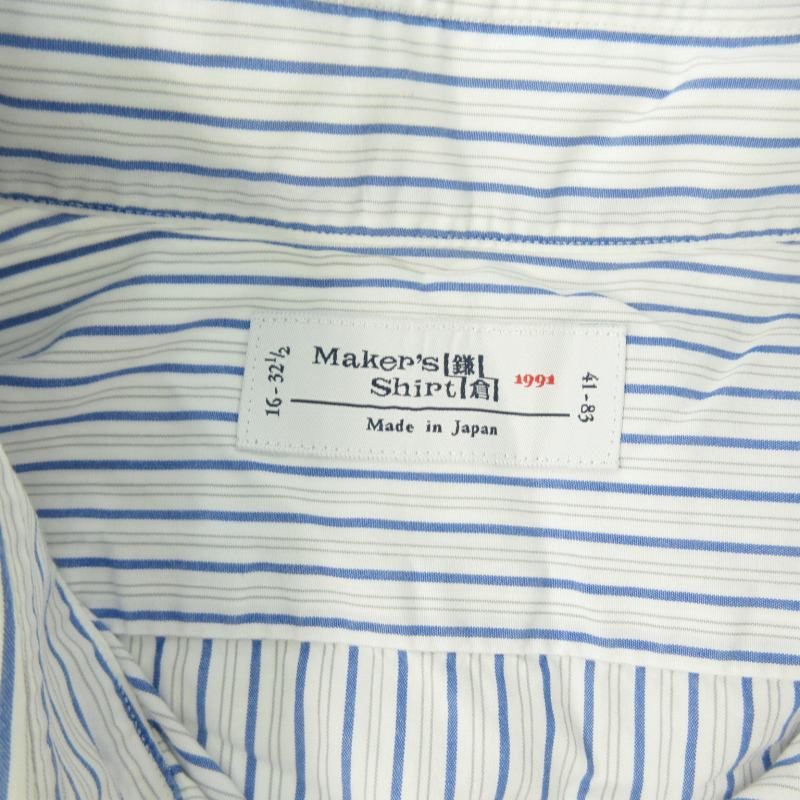 16 - 32½
Maker's [鎌]
Shirt [倉]
1991
Made in Japan
41 - 83